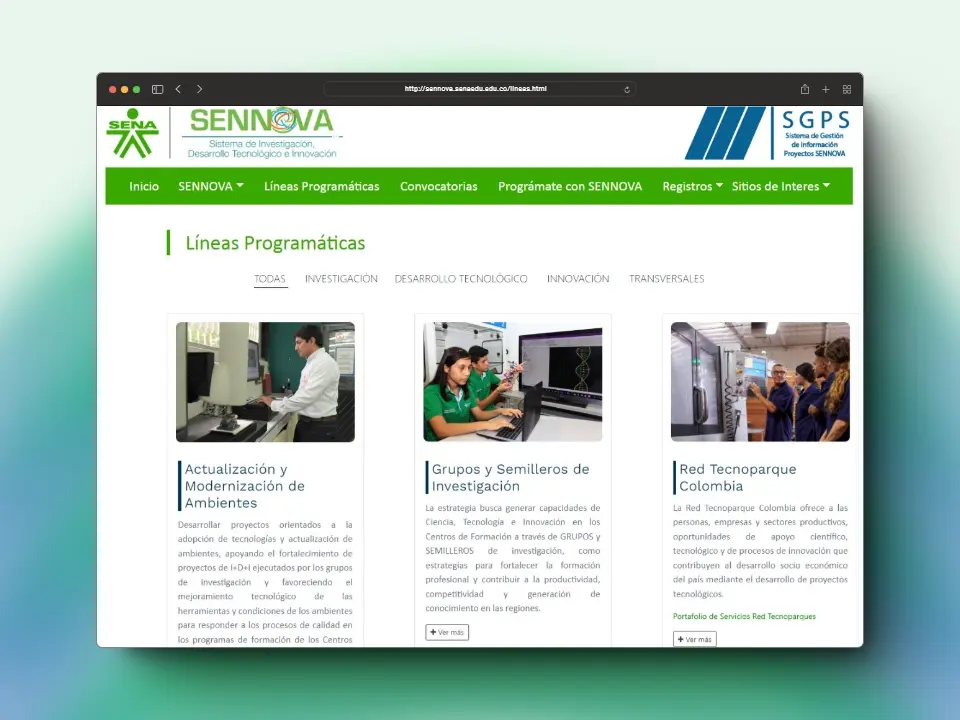 http://sennova.senaedu.edu.co/lineas.html
SENA
SENNOVA
Sistema de Investigación,
Desarrollo Tecnológico e Innovación
SGPS
Sistema de Gestión
de información
Proyectos SENNOVA
Inicio SENNOVA Líneas Programáticas Convocatorias Prográmate con SENNOVA Registros Sitios de Interes
Líneas Programáticas
TODAS INVESTIGACIÓN DESARROLLO TECNOLÓGICO INNOVACIÓN TRANSVERSALES
Actualización y
Modernización de
Ambientes
Desarrollar proyectos orientados a la
adopción de tecnologías y actualización de
ambientes, apoyando el fortalecimiento de
proyectos de I+D+i ejecutados por los grupos
de investigación y favoreciendo el
mejoramiento tecnológico de las
herramientas y condiciones de los ambientes
para responder a los procesos de calidad en
los programas de formación de los Centros
Grupos y Semilleros de
Investigación
La estrategia busca generar capacidades de
Ciencia, Tecnología e Innovación en los
Centros de Formación a través de GRUPOS y
SEMILLEROS de investigación, como
estrategias para fortalecer la formación
profesional y contribuir a la productividad,
competitividad y generación de
conocimiento en las regiones.
+ Ver más
Red Tecnoparque
Colombia
La Red Tecnoparque Colombia ofrece a las
personas, empresas y sectores productivos,
oportunidades de apoyo científico,
tecnológico y de procesos de innovación que
contribuyen al desarrollo socio económico
del país mediante el desarrollo de proyectos
tecnológicos.
Portafolio de Servicios Red Tecnoparques
+ Ver más